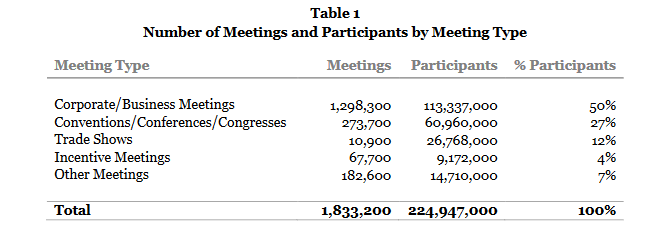 Table 1
Number of Meetings and Participants by Meeting Type
Meeting Type Meetings Participants % Participants
Corporate/Business Meetings 1,298,300 113,337,000 50%
Conventions/Conferences/Congresses 273,700 60,960,000 27%
Trade Shows 10,900 26,768,000 12%
Incentive Meetings 67,700 9,172,000 4%
Other Meetings 182,600 14,710,000 7%
Total 1,833,200 224,947,000 100%